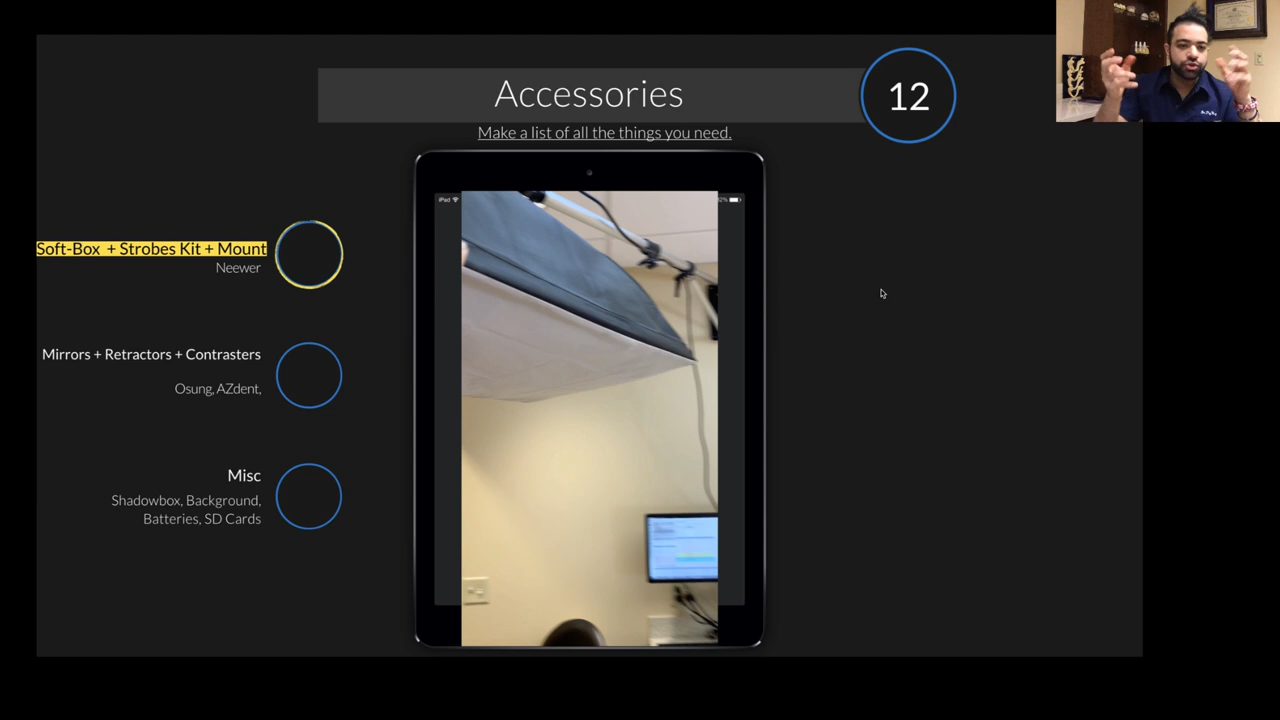 Accessories
12
Make a list of all the things you need.
iPad
Soft-Box + Strobes Kit + Mount
Neewer
Mirrors + Retractors + Contrasters
Osung, AZdent,
Misc
Shadowbox, Background,
Batteries, SD Cards